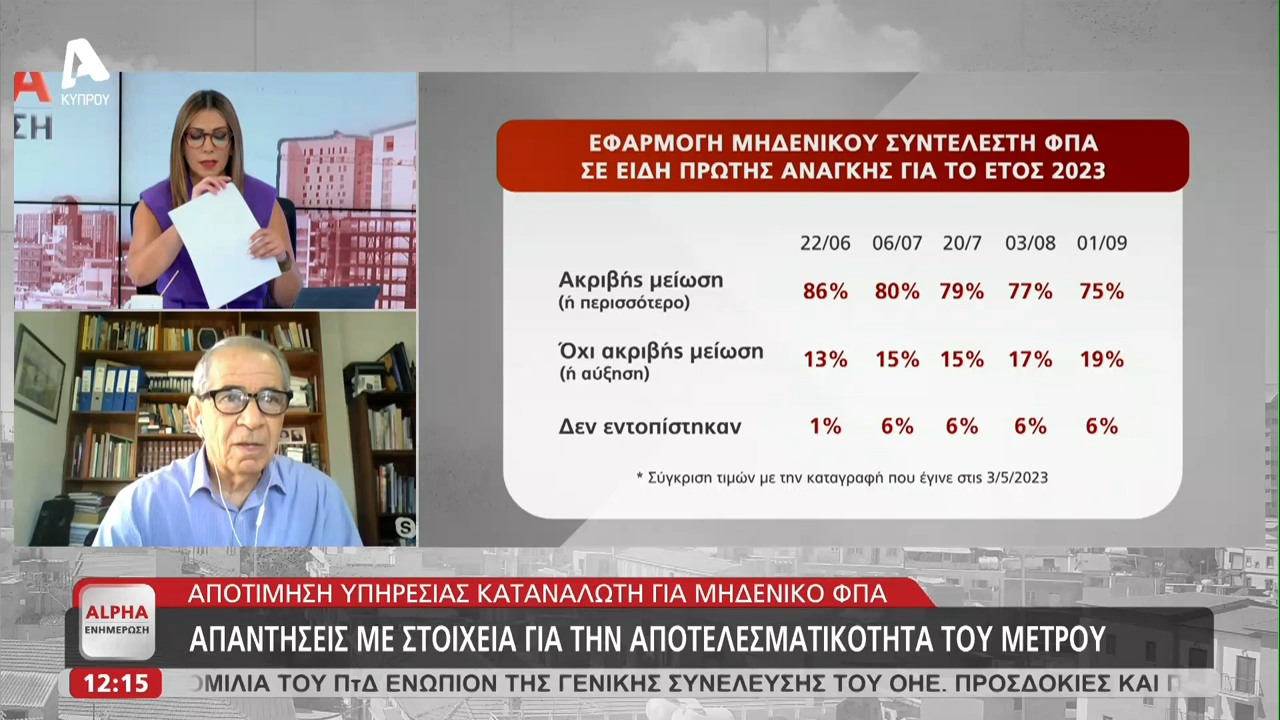 ΚΥΠΡΟΥ
ΣΗ
ΕΦΑΡΜΟΓΗ ΜΗΔΕΝΙΚΟΥ ΣΥΝΤΕΛΕΣΤΗ ΦΠΑ
ΣΕ ΕΙΔΗ ΠΡΩΤΗΣ ΑΝΑΓΚΗΣ ΓΙΑ ΤΟ ΕΤΟΣ 2023
22/06 06/07 20/7 03/08 01/09
Ακριβής μείωση
(ή περισσότερο)
86% 80% 79% 77% 75%
Όχι ακριβής μείωση
(ή αύξηση)
13% 15% 15% 17% 19%
Δεν εντοπίστηκαν
1% 6% 6% 6% 6%
* Σύγκριση τιμών με την καταγραφή που έγινε στις 3/5/2023
ΑΠΟΤΙΜΗΣΗ ΥΠΗΡΕΣΙΑΣ ΚΑΤΑΝΑΛΩΤΗ ΓΙΑ ΜΗΔΕΝΙΚΟ ΦΠΑ
ALPHA
ΕΝΗΜΕΡΩΣΗ
ΑΠΑΝΤΗΣΕΙΣ ΜΕ ΣΤΟΙΧΕΙΑ ΓΙΑ ΤΗΝ ΑΠΟΤΕΛΕΣΜΑΤΙΚΟΤΗΤΑ ΤΟΥ ΜΕΤΡΟΥ
12:15
ΟΜΙΛΙΑ ΤΟΥ ΠτΔ ΕΝΩΠΙΟΝ ΤΗΣ ΓΕΝΙΚΗΣ ΣΥΝΕΛΕΥΣΗΣ ΤΟΥ ΟΗΕ. ΠΡΟΣΔΟΚΙΕΣ ΚΑΙ